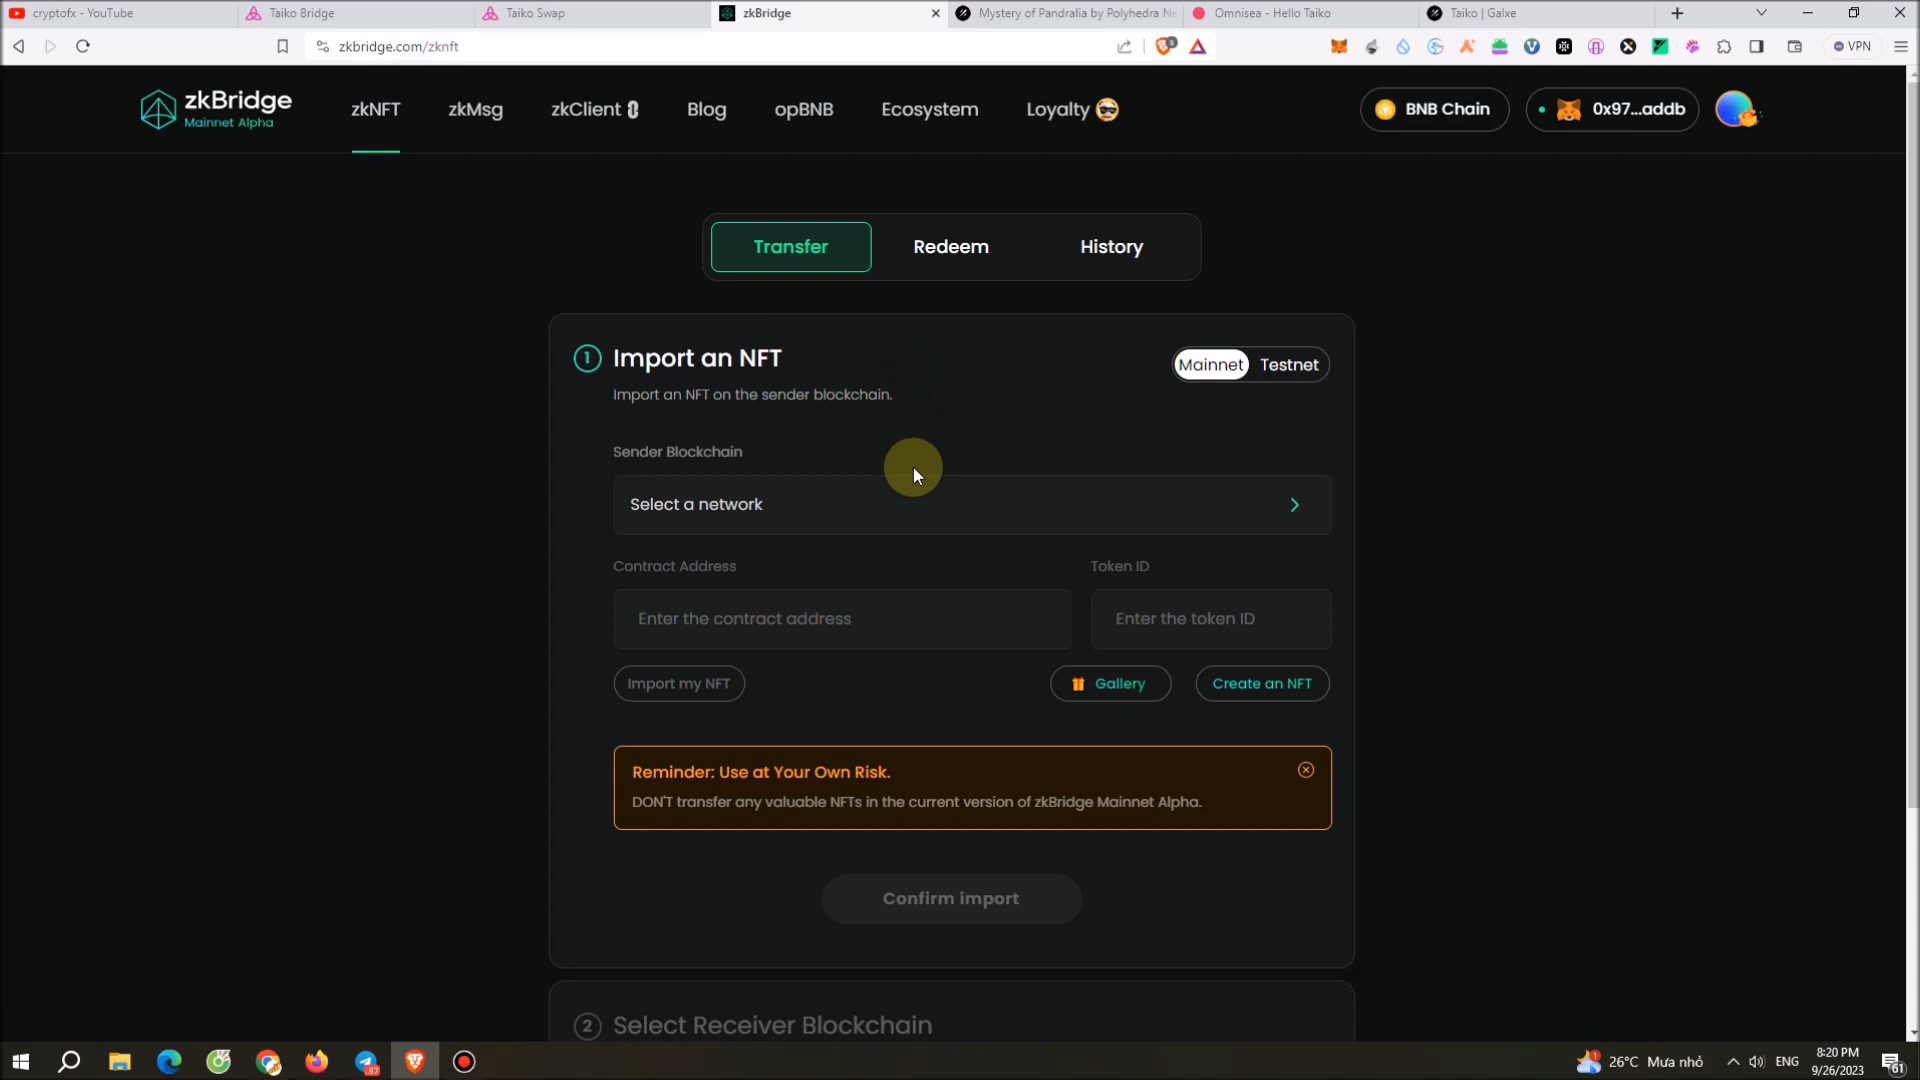 cryptofx - YouTube
Taiko Bridge
Taiko Swap
zkBridge
Mystery of Pandralia by Polyhedra Ne
Omnisea - Hello Taiko
Taiko | Galxe
zkbridge.com/zknft
3
VPN
zkBridge
Mainnet Alpha
zkNFT
zkMsg
zkClient
Blog
opBNB
Ecosystem
Loyalty
BNB Chain
0x97...addb
Transfer
Redeem
History
1 Import an NFT
Mainnet
Testnet
Import an NFT on the sender blockchain.
Sender Blockchain
Select a network
Contract Address
Token ID
Enter the contract address
Enter the token ID
Import my NFT
Gallery
Create an NFT
Reminder: Use at Your Own Risk.
DON'T transfer any valuable NFTs in the current version of zkBridge Mainnet Alpha.
Confirm import
2 Select Receiver Blockchain
97
1
26°C Mưa nhỏ
ENG
8:20 PM
9/26/2023
61